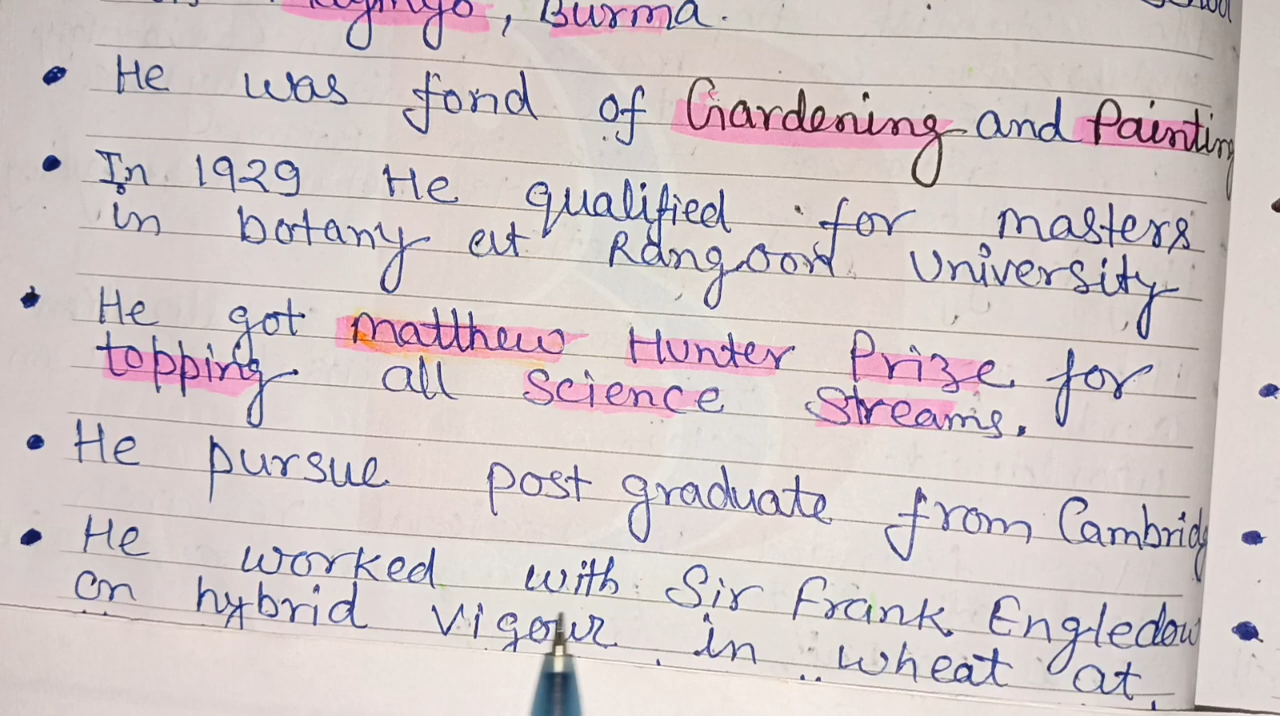 Burma.
• He was fond of Gardening and Painting
• In 1929 He qualified for masters
in botany at Rangoon University
• He got matthew Hunter Prize for
topping all Science Streams.
• He pursue post graduate from Cambridg
• He worked with Sir Frank Engledow
on hybrid vigour in wheat at